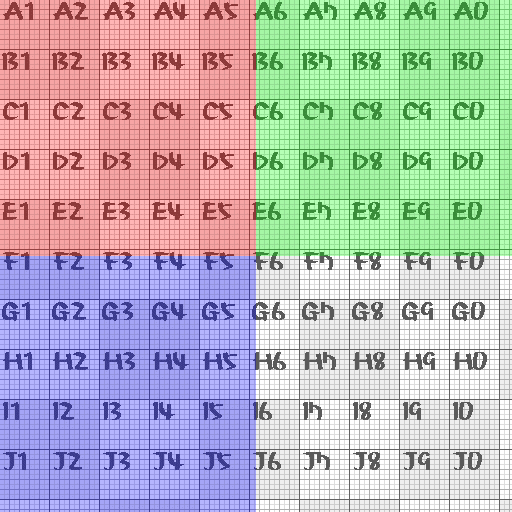 A1 A2 A3 A4 A5 A6 A7 A8 A9 A0
B1 B2 B3 B4 B5 B6 B7 B8 B9 B0
C1 C2 C3 C4 C5 C6 C7 C8 C9 C0
D1 D2 D3 D4 D5 D6 D7 D8 D9 D0
E1 E2 E3 E4 E5 E6 E7 E8 E9 E0
F1 F2 F3 F4 F5 F6 F7 F8 F9 F0
G1 G2 G3 G4 G5 G6 G7 G8 G9 G0
H1 H2 H3 H4 H5 H6 H7 H8 H9 H0
I1 I2 I3 I4 I5 I6 I7 I8 I9 I0
J1 J2 J3 J4 J5 J6 J7 J8 J9 J0